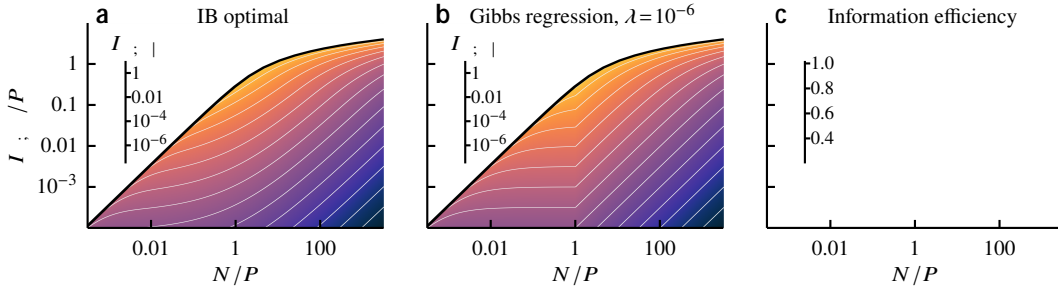 a IB optimal
I ; |
1
0.01
10⁻⁴
10⁻⁶
I ; /P
1
0.1
0.01
10⁻³
0.01 1 100
N/P
b Gibbs regression, λ=10⁻⁶
I ; |
1
0.01
10⁻⁴
10⁻⁶
0.01 1 100
N/P
c Information efficiency
1.0
0.8
0.6
0.4
0.01 1 100
N/P